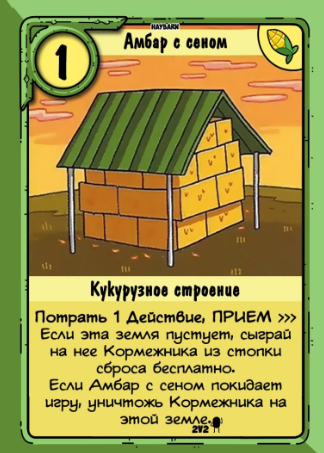 HAYBARN
1
Амбар с сеном
Кукурузное строение
Потрать 1 Действие, ПРИЕМ >>>
Если эта земля пустует, сыграй
на нее Кормежника из стопки
сброса бесплатно.
Если Амбар с сеном покидает
игру, уничтожь Кормежника на
этой земле.
2V2